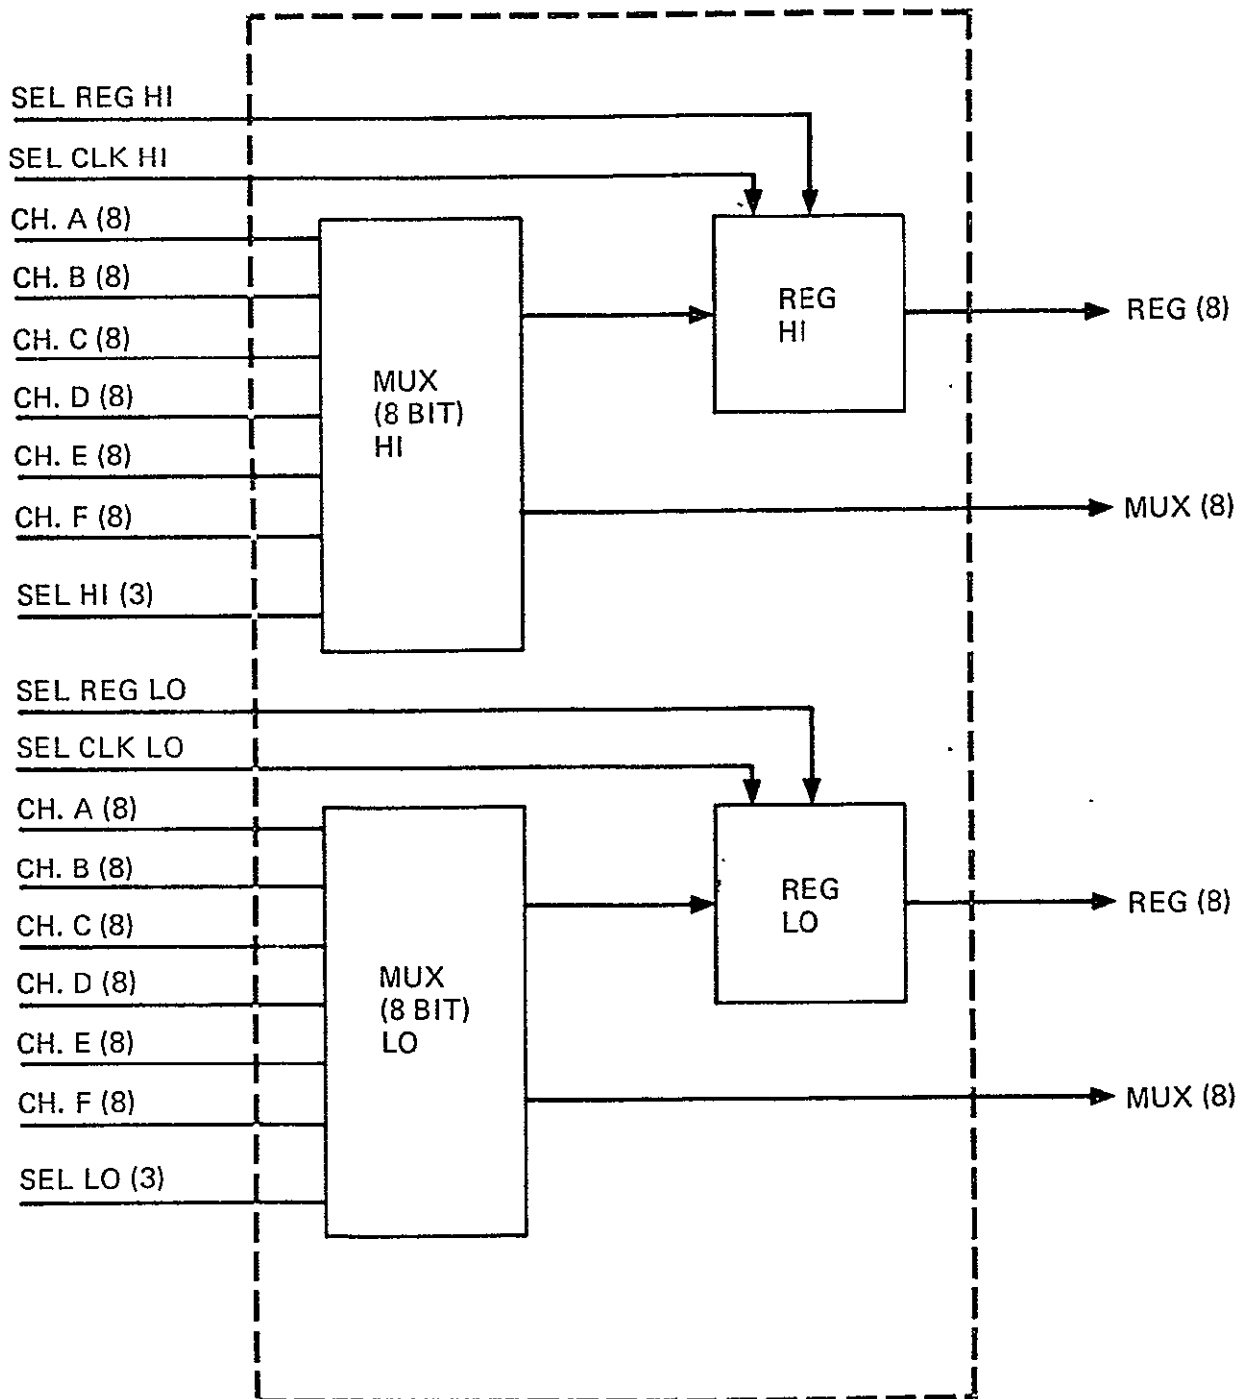 SEL REG HI
SEL CLK HI
CH. A (8)
CH. B (8)
CH. C (8)
CH. D (8)
CH. E (8)
CH. F (8)
SEL HI (3)
MUX
(8 BIT)
HI
REG
HI
REG (8)
MUX (8)
SEL REG LO
SEL CLK LO
CH. A (8)
CH. B (8)
CH. C (8)
CH. D (8)
CH. E (8)
CH. F (8)
SEL LO (3)
MUX
(8 BIT)
LO
REG
LO
REG (8)
MUX (8)